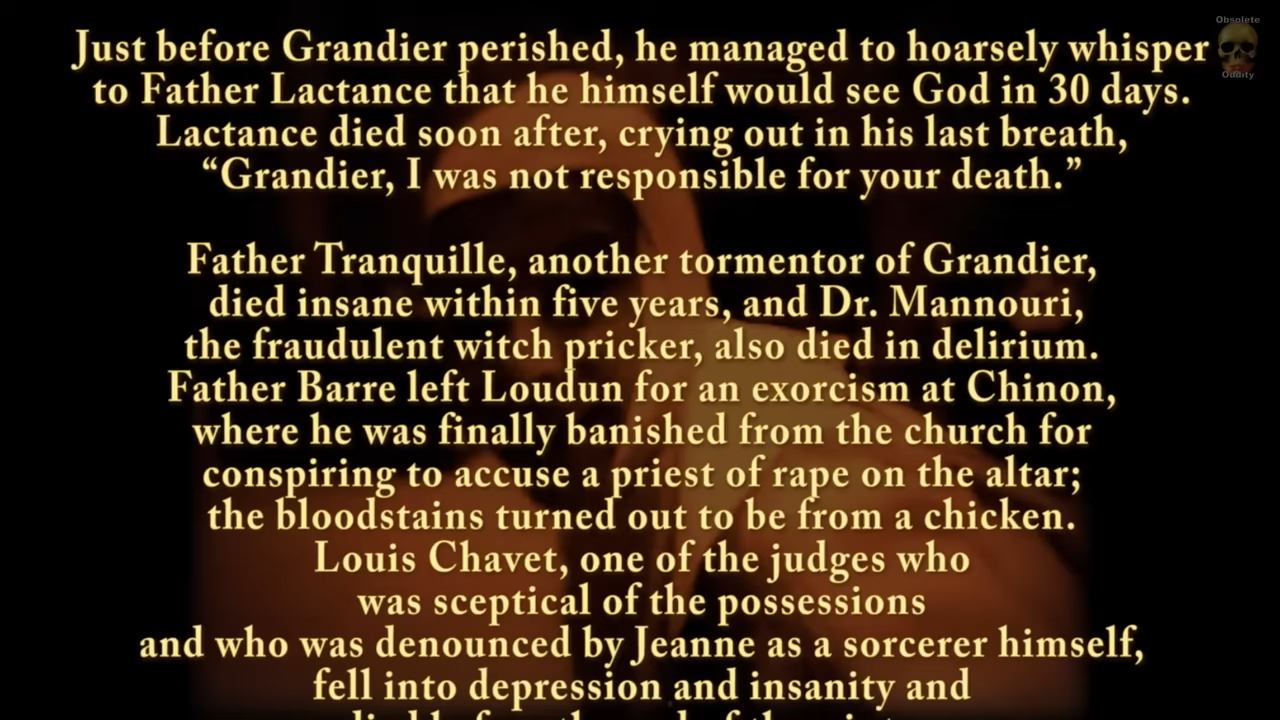 Obsolete
Oddity
Just before Grandier perished, he managed to hoarsely whisper
to Father Lactance that he himself would see God in 30 days.
Lactance died soon after, crying out in his last breath,
“Grandier, I was not responsible for your death.”
Father Tranquille, another tormentor of Grandier,
died insane within five years, and Dr. Mannouri,
the fraudulent witch pricker, also died in delirium.
Father Barre left Loudun for an exorcism at Chinon,
where he was finally banished from the church for
conspiring to accuse a priest of rape on the altar;
the bloodstains turned out to be from a chicken.
Louis Chavet, one of the judges who
was sceptical of the possessions
and who was denounced by Jeanne as a sorcerer himself,
fell into depression and insanity and